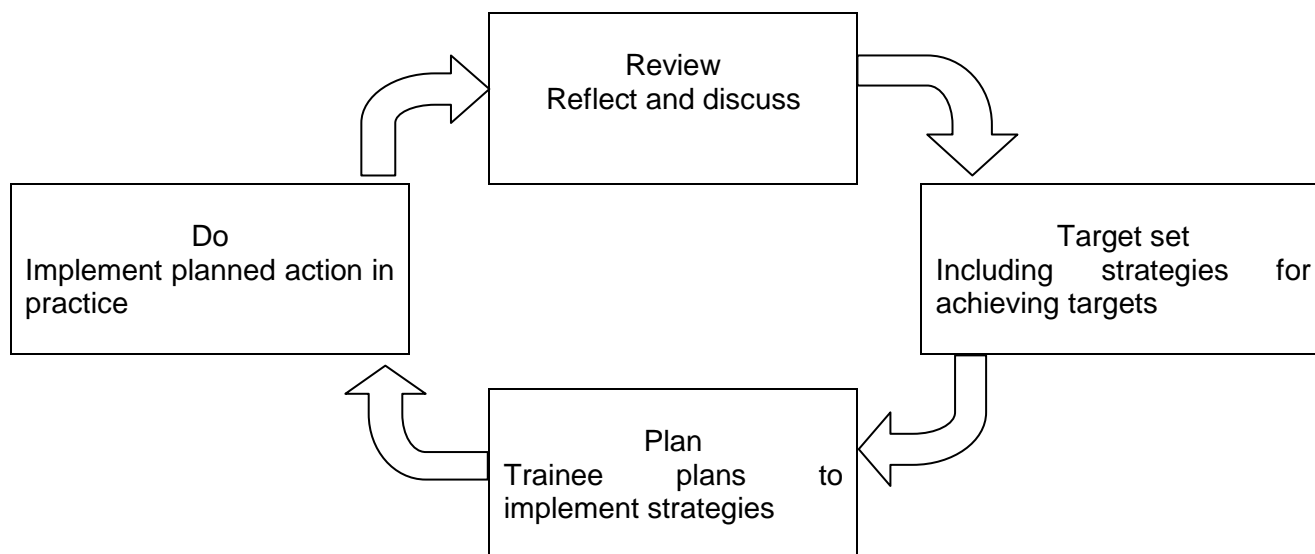 Review
Reflect and discuss
Do
Implement planned action in
practice
Target set
Including strategies for
achieving targets
Plan
Trainee plans to
implement strategies